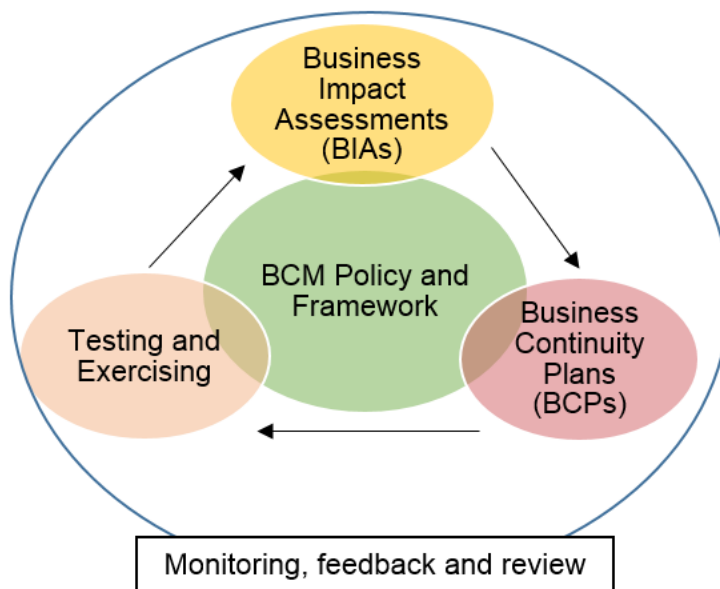 Business
Impact
Assessments
(BIAs)
BCM Policy and
Framework
Testing and
Exercising
Business
Continuity
Plans
(BCPs)
Monitoring, feedback and review